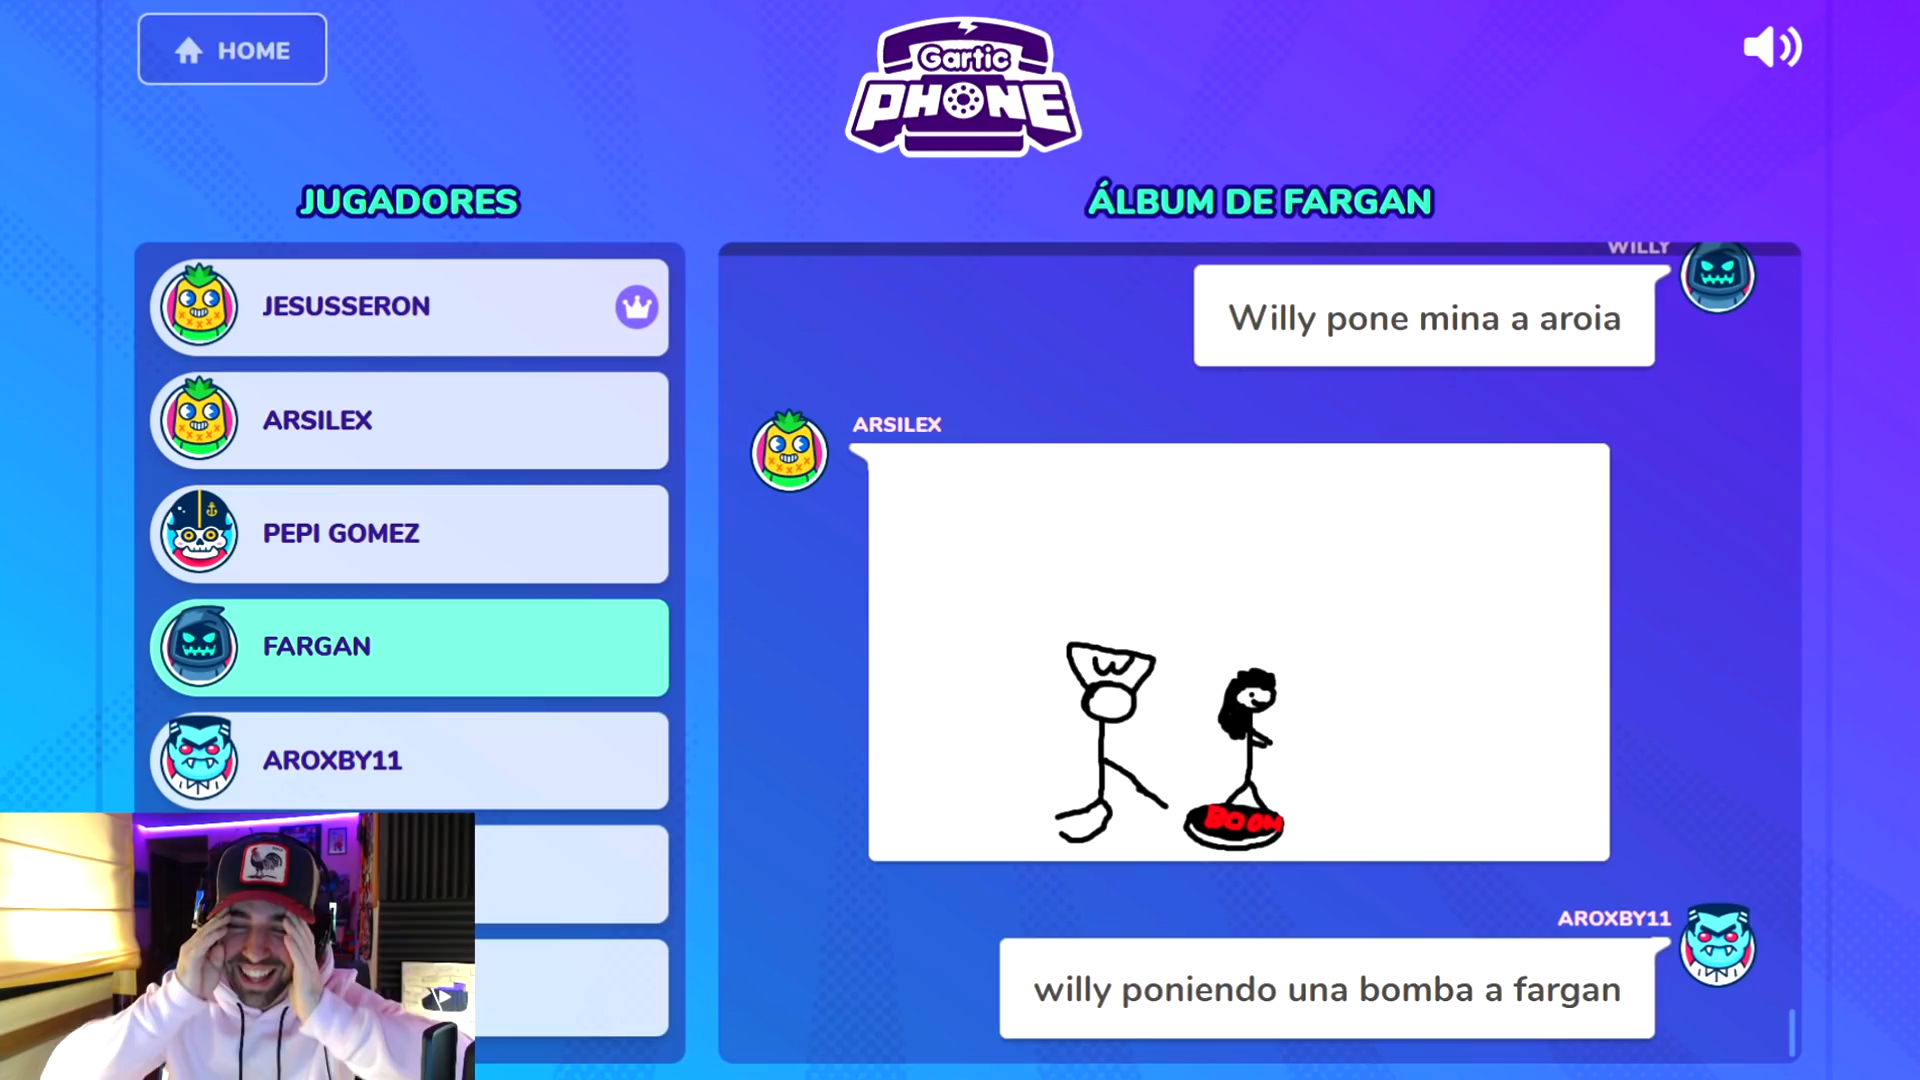 HOME
Gartic
PHONE
JUGADORES
JESUSSERON
ARSILEX
PEPI GOMEZ
FARGAN
AROXBY11
ÁLBUM DE FARGAN
WILLY
Willy pone mina a aroia
ARSILEX
W
BOOM
AROXBY11
willy poniendo una bomba a fargan